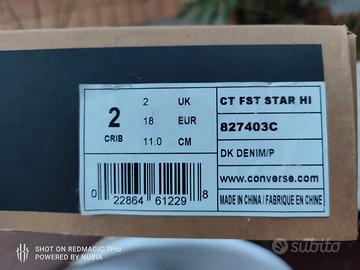 2
CRIB
2 UK
18 EUR
11.0 CM
0 22864 61229 8
CT FST STAR HI
827403C
DK DENIM/P
www.converse.com
MADE IN CHINA / FABRIQUE EN CHINE
SHOT ON REDMAGIC 7Pro
POWERED BY NUBIA
subito